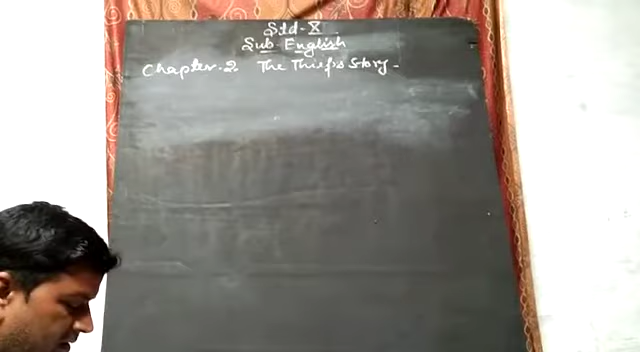 Std-X
Sub English
Chapter.2. The Thief's Story-